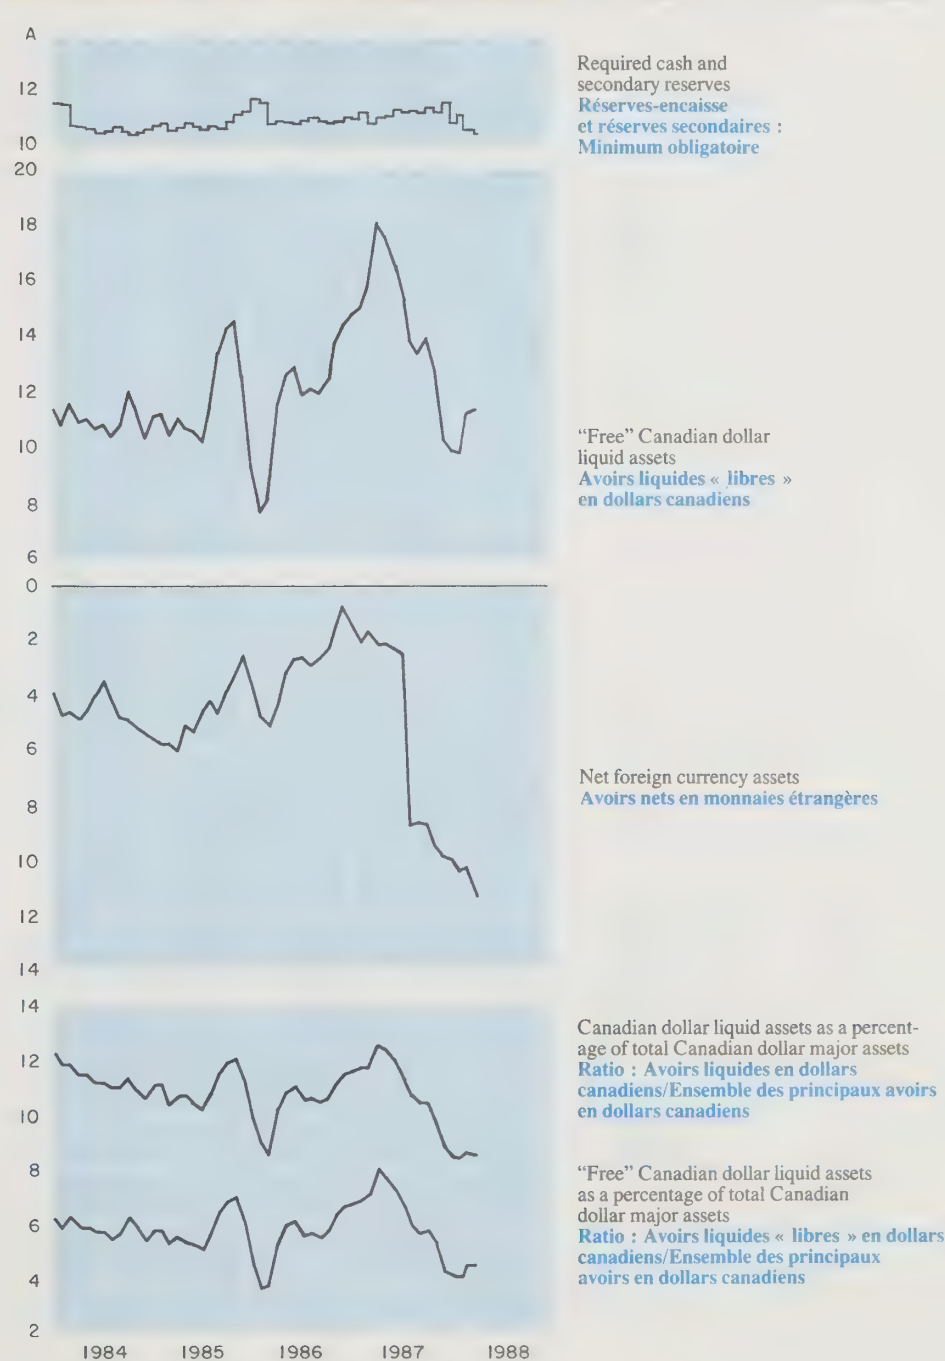 A
12
10
Required cash and
secondary reserves
Réserves-encaisse
et réserves secondaires :
Minimum obligatoire
20
18
16
14
12
10
8
6
"Free" Canadian dollar
liquid assets
Avoirs liquides « libres »
en dollars canadiens
0
2
4
6
8
10
12
14
Net foreign currency assets
Avoirs nets en monnaies étrangères
14
12
10
8
6
4
2
Canadian dollar liquid assets as a percent-
age of total Canadian dollar major assets
Ratio : Avoirs liquides en dollars
canadiens/Ensemble des principaux avoirs
en dollars canadiens
"Free" Canadian dollar liquid assets
as a percentage of total Canadian
dollar major assets
Ratio : Avoirs liquides « libres » en dollars
canadiens/Ensemble des principaux
avoirs en dollars canadiens
1984 1985 1986 1987 1988